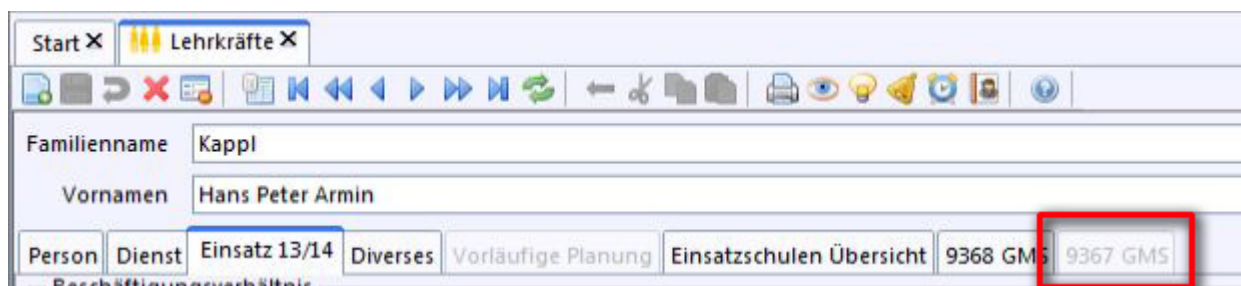 Start Lehrkräfte
Familienname Kappl
Vornamen Hans Peter Armin
Person Dienst Einsatz 13/14 Diverses Vorläufige Planung Einsatzschulen Übersicht 9368 GMS 9367 GMS
Beschäftigungsverhältnis